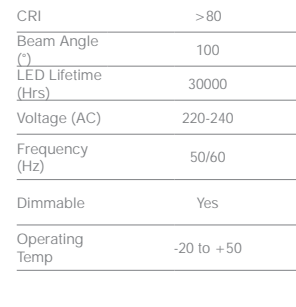 CRI >80
Beam Angle
(°) 100
LED Lifetime
(Hrs) 30000
Voltage (AC) 220-240
Frequency
(Hz) 50/60
Dimmable Yes
Operating
Temp -20 to +50